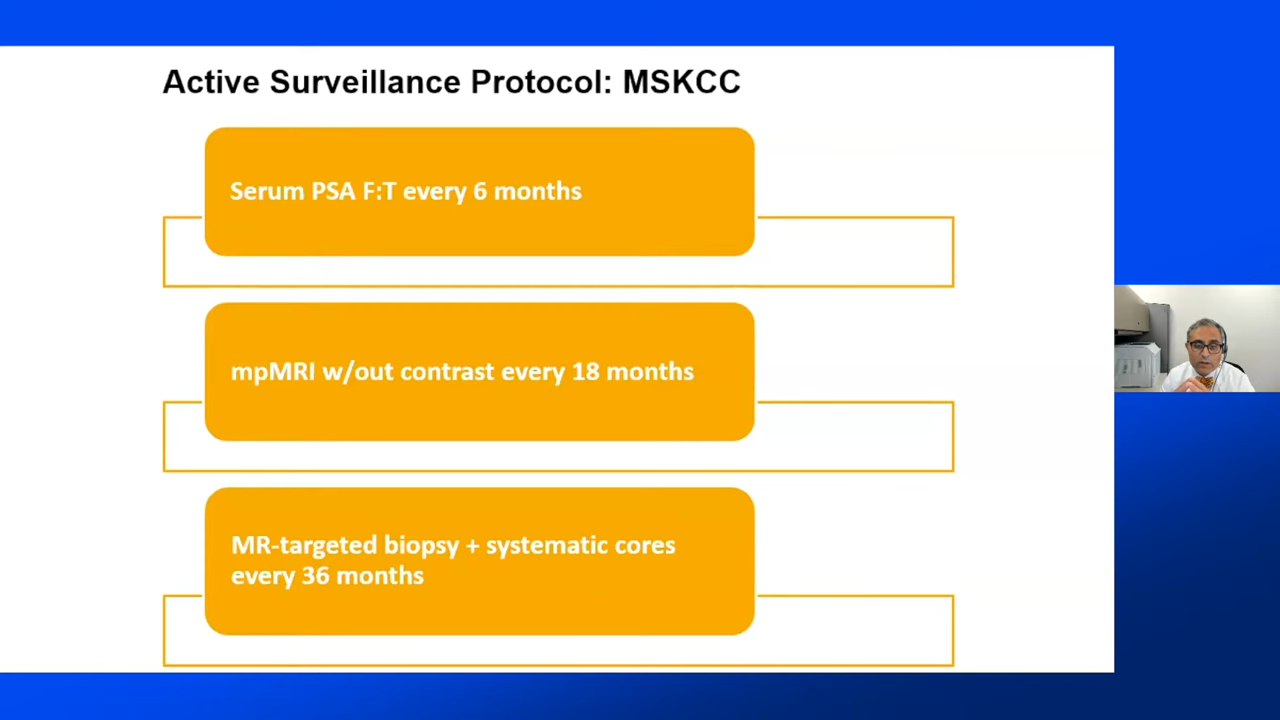 Active Surveillance Protocol: MSKCC
Serum PSA F:T every 6 months
mpMRI w/out contrast every 18 months
MR-targeted biopsy + systematic cores
every 36 months